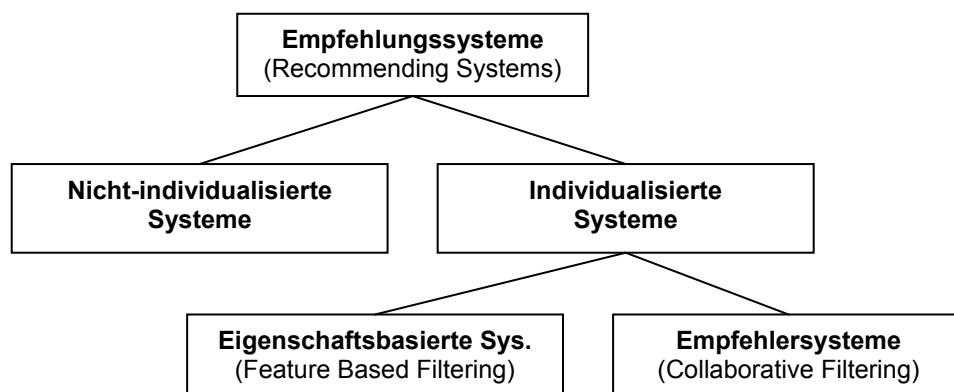 Empfehlungssysteme
(Recommending Systems)
Nicht-individualisierte
Systeme
Individualisierte
Systeme
Eigenschaftsbasierte Sys.
(Feature Based Filtering)
Empfehlersysteme
(Collaborative Filtering)